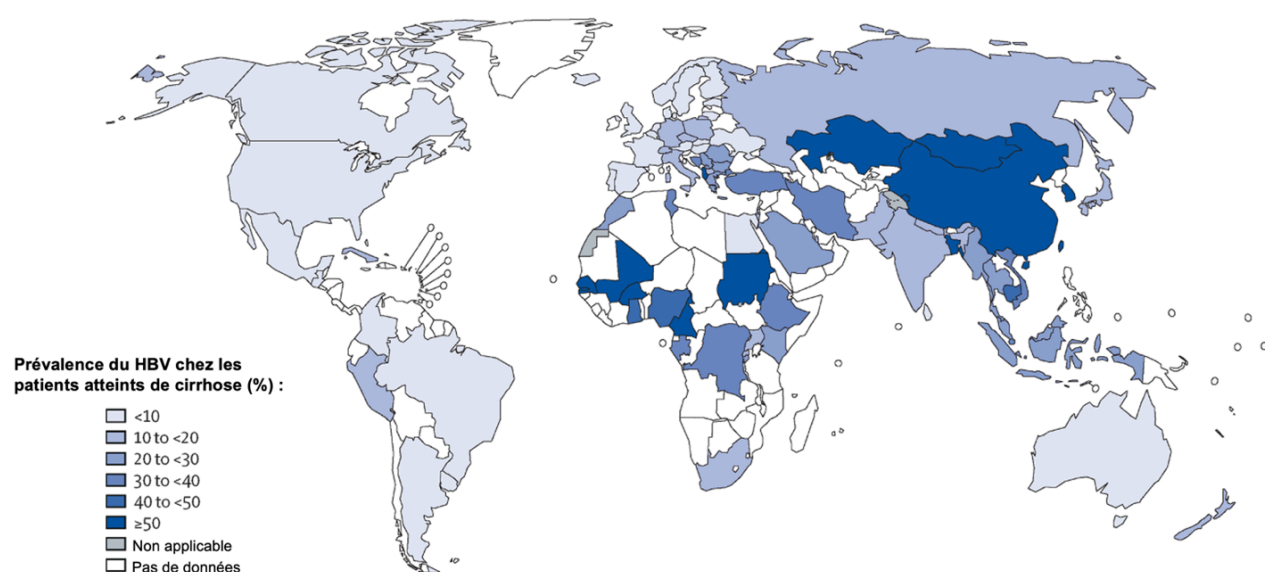 Prévalence du HBV chez les
patients atteints de cirrhose (%) :
<10
10 to <20
20 to <30
30 to <40
40 to <50
≥50
Non applicable
Pas de données